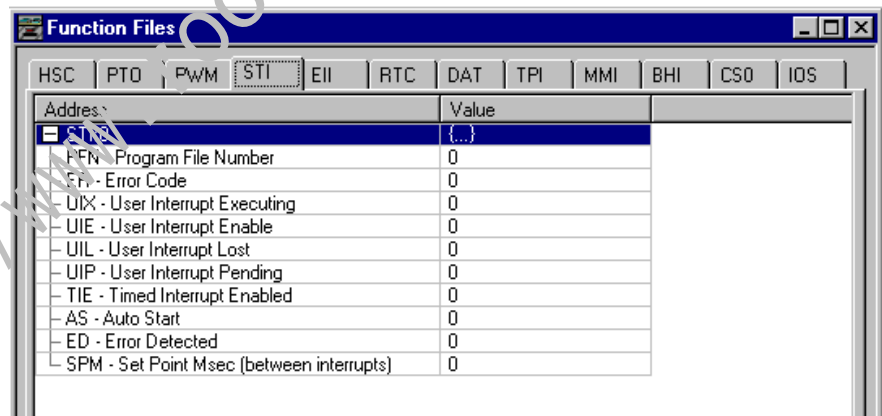 Function Files
HSC PTO PWM STI EII RTC DAT TPI MMI BHI CS0 IOS
Address Value
{...}
PFN - Program File Number 0
ER - Error Code 0
UIX - User Interrupt Executing 0
UIE - User Interrupt Enable 0
UIL - User Interrupt Lost 0
UIP - User Interrupt Pending 0
TIE - Timed Interrupt Enabled 0
AS - Auto Start 0
ED - Error Detected 0
SPM - Set Point Msec (between interrupts) 0